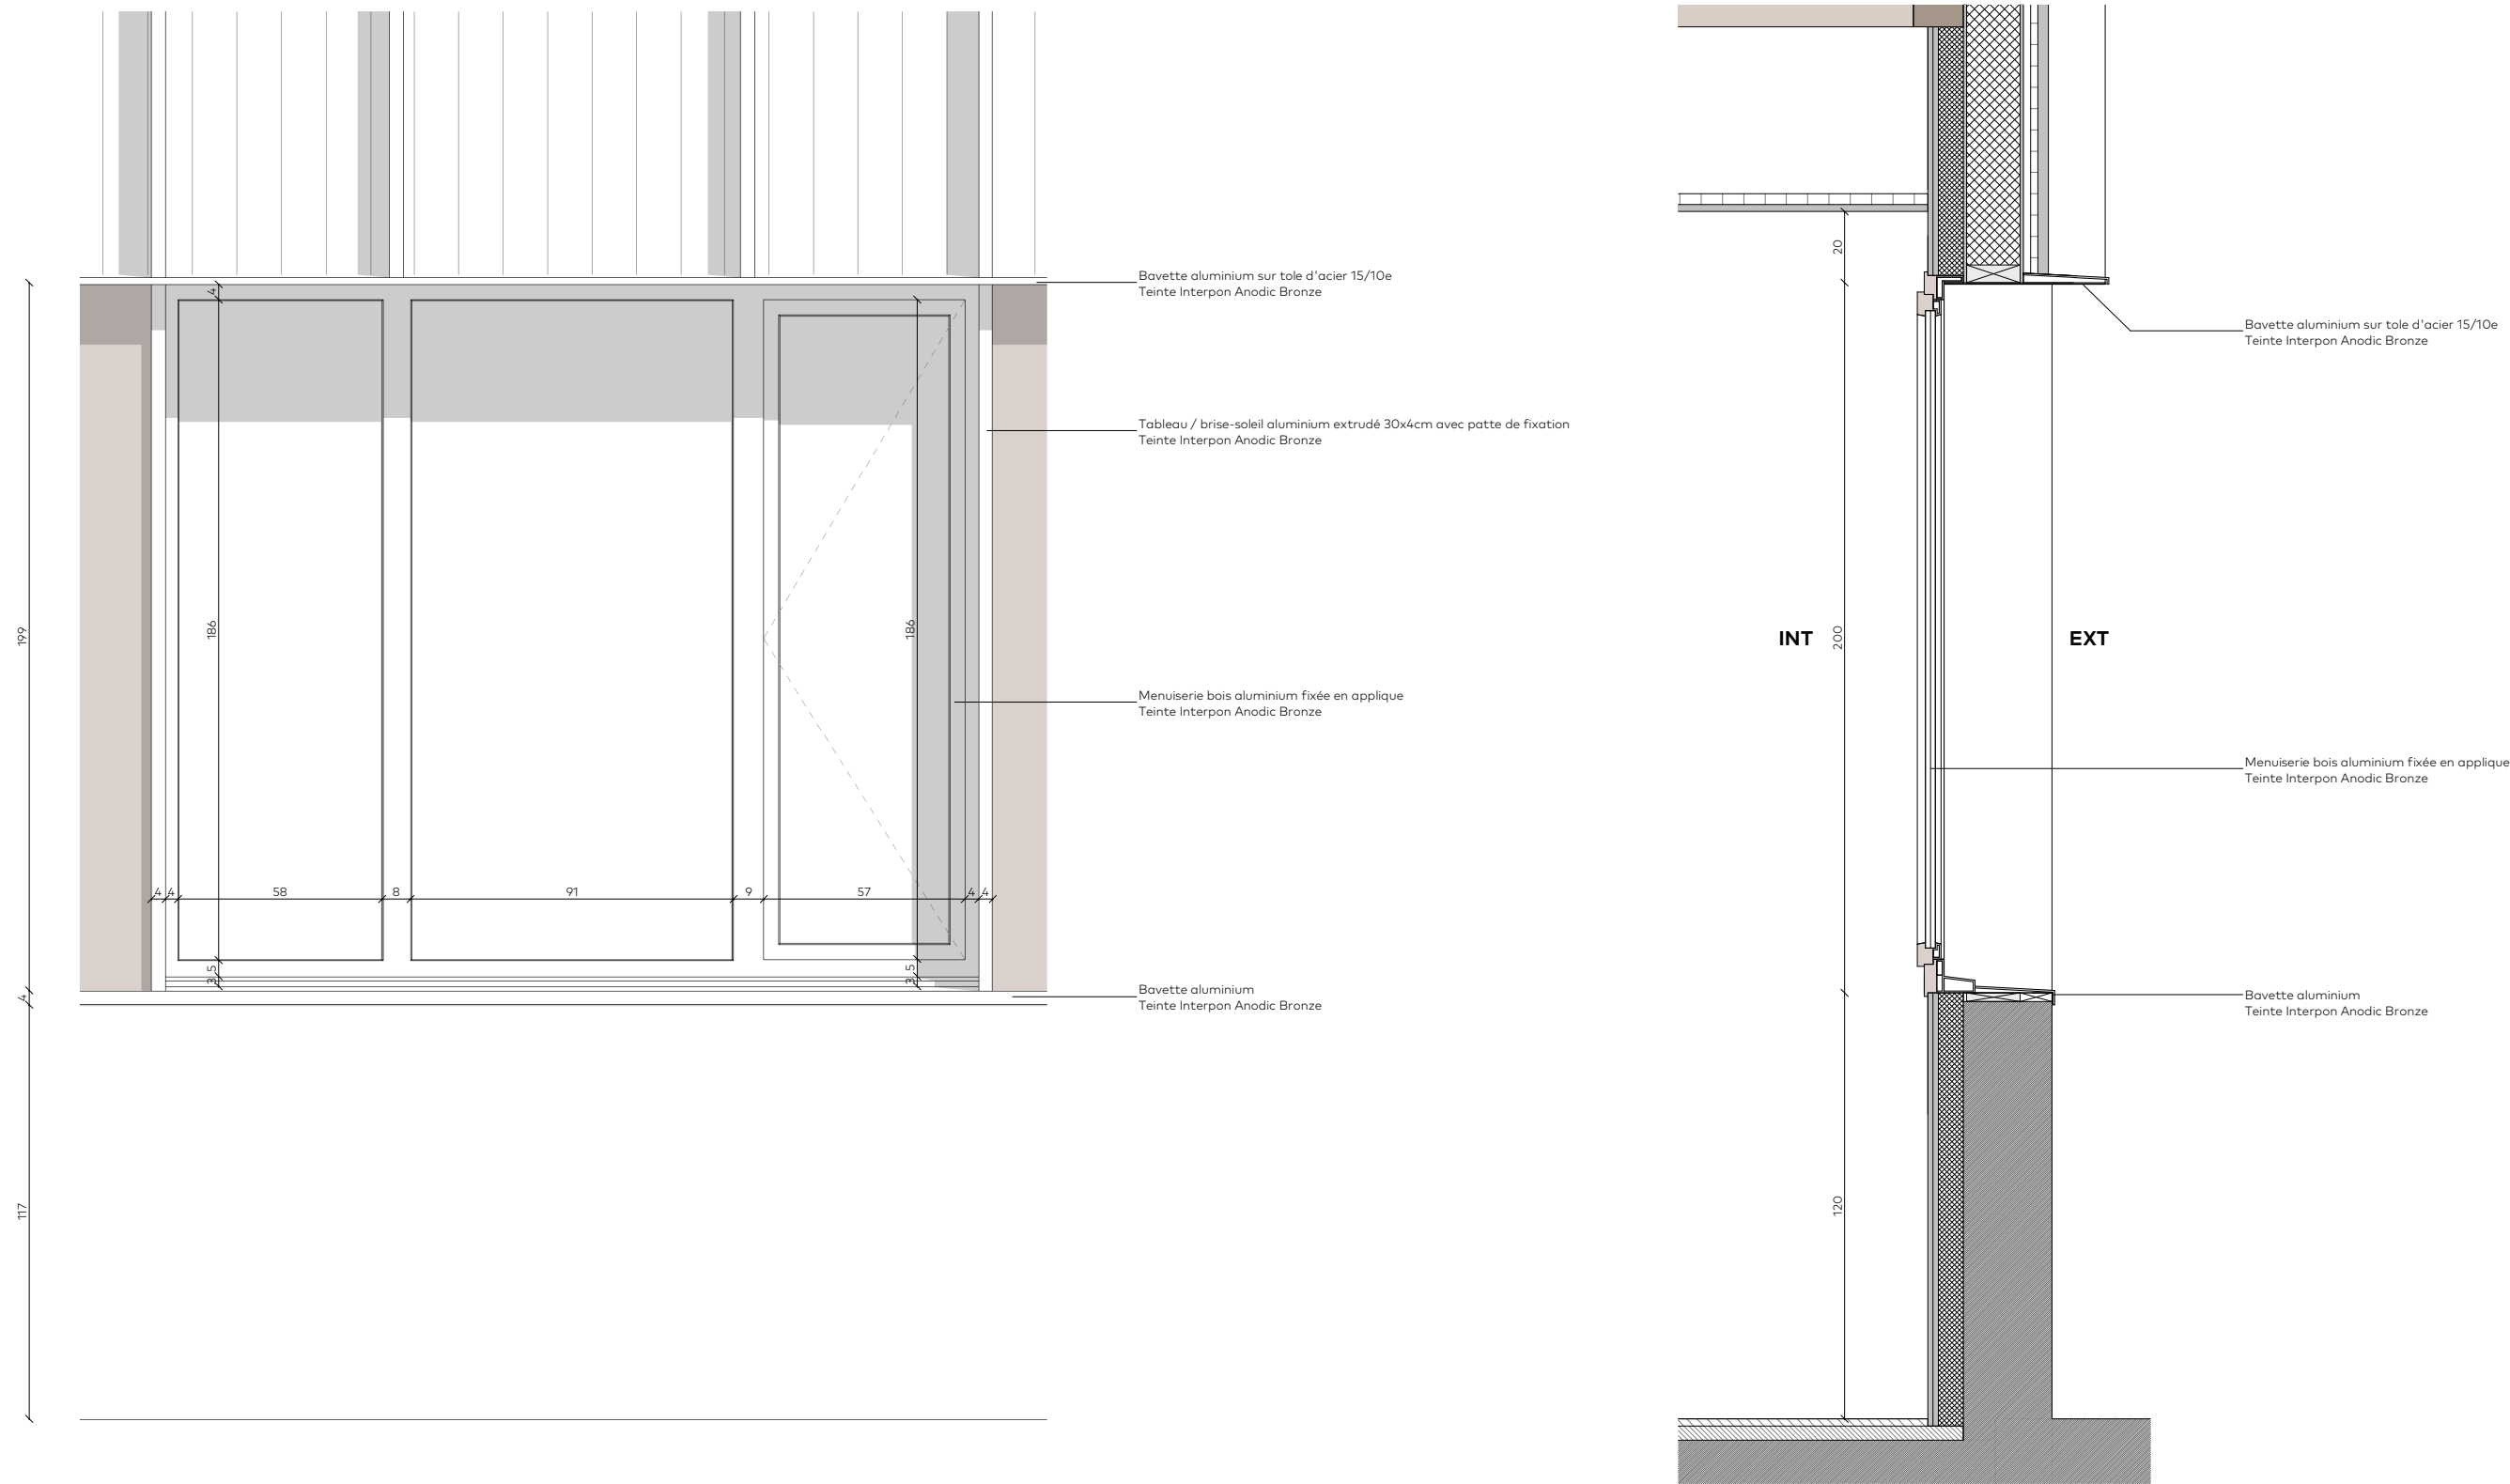 Bavette aluminium sur tole d'acier 15/10e
Teinte Interpon Anodic Bronze
Tableau / brise-soleil aluminium extrudé 30x4cm avec patte de fixation
Teinte Interpon Anodic Bronze
Menuiserie bois aluminium fixée en applique
Teinte Interpon Anodic Bronze
Bavette aluminium
Teinte Interpon Anodic Bronze
199
4
117
4
186
5
3
186
5
3
4 4 58 8 91 9 57 4 4
20
200
120
INT
EXT
Bavette aluminium sur tole d'acier 15/10e
Teinte Interpon Anodic Bronze
Menuiserie bois aluminium fixée en applique
Teinte Interpon Anodic Bronze
Bavette aluminium
Teinte Interpon Anodic Bronze